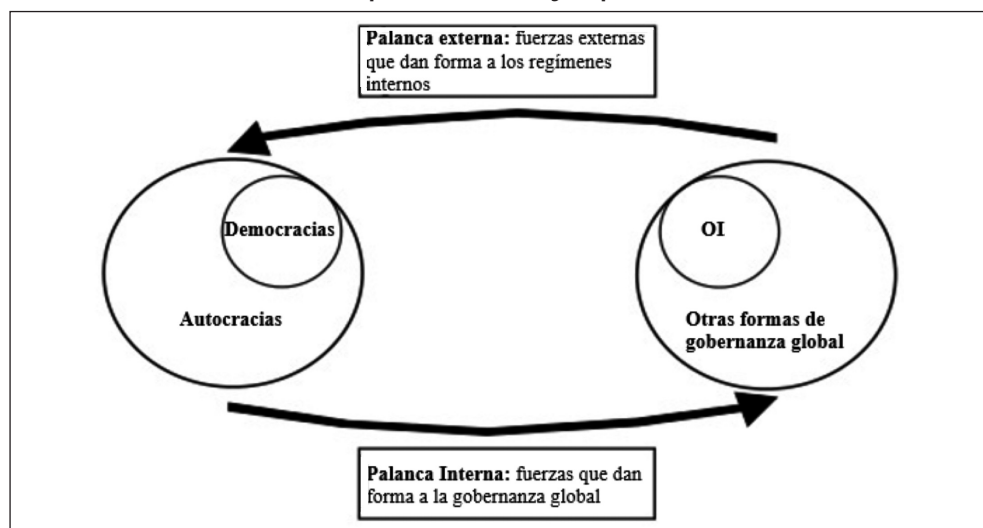 Palanca externa: fuerzas externas
que dan forma a los regímenes
internos
Democracias
Autocracias
OI
Otras formas de
gobernanza global
Palanca Interna: fuerzas que dan
forma a la gobernanza global